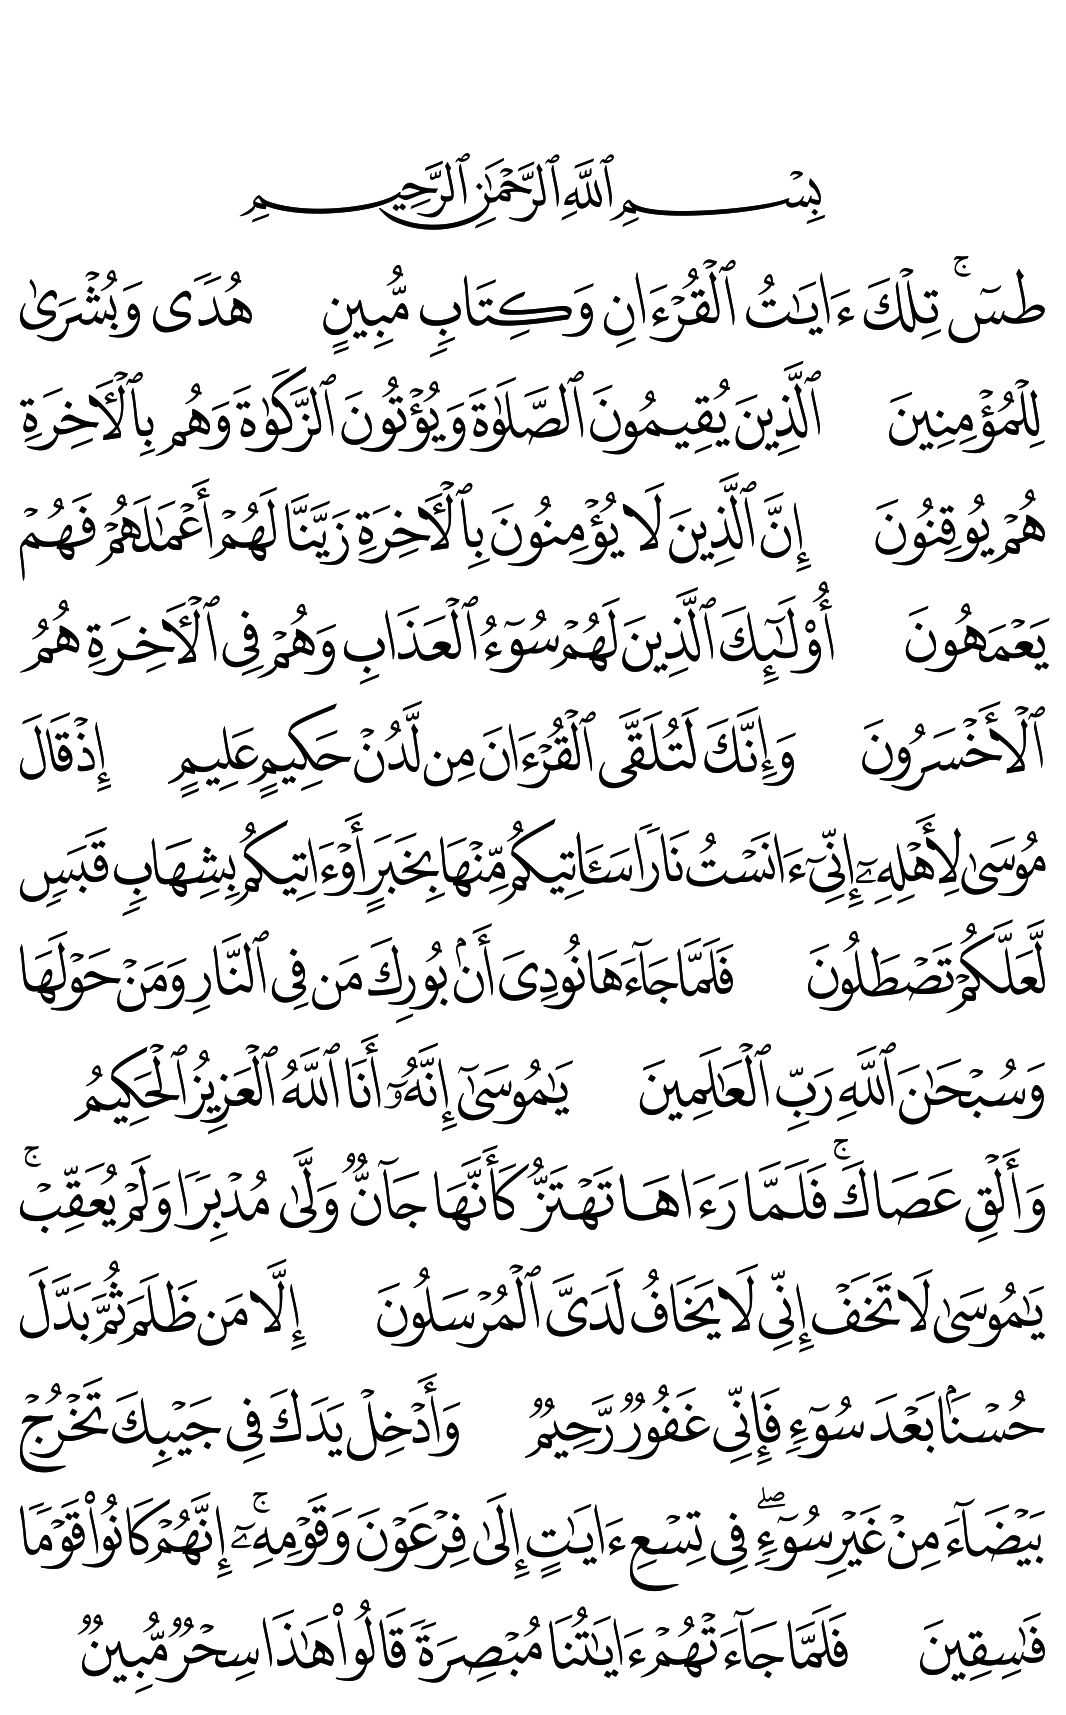 بِسْمِ ٱللَّهِ ٱلرَّحْمَٰنِ ٱلرَّحِيمِ
طسٓ ۚ تِلْكَ ءَايَٰتُ ٱلْقُرْءَانِ وَكِتَابٍ مُّبِينٍ هُدًى وَبُشْرَىٰ
لِلْمُؤْمِنِينَ ٱلَّذِينَ يُقِيمُونَ ٱلصَّلَوٰةَ وَيُؤْتُونَ ٱلزَّكَوٰةَ وَهُم بِٱلْأَخِرَةِ
هُمْ يُوقِنُونَ إِنَّ ٱلَّذِينَ لَا يُؤْمِنُونَ بِٱلْأَخِرَةِ زَيَّنَّا لَهُمْ أَعْمَٰلَهُمْ فَهُمْ
يَعْمَهُونَ أُوْلَٰٓئِكَ ٱلَّذِينَ لَهُمْ سُوٓءُ ٱلْعَذَابِ وَهُمْ فِى ٱلْأَخِرَةِ هُمُ
ٱلْأَخْسَرُونَ وَإِنَّكَ لَتُلَقَّى ٱلْقُرْءَانَ مِن لَّدُنْ حَكِيمٍ عَلِيمٍ إِذْ قَالَ
مُوسَىٰ لِأَهْلِهِۦٓ إِنِّىٓ ءَانَسْتُ نَارًا سَـَٔاتِيكُم مِّنْهَا بِخَبَرٍ أَوْ ءَاتِيكُم بِشِهَابٍ قَبَسٍ
لَّعَلَّكُمْ تَصْطَلُونَ فَلَمَّا جَآءَهَا نُودِىَ أَنۢ بُورِكَ مَن فِى ٱلنَّارِ وَمَنْ حَوْلَهَا
وَسُبْحَٰنَ ٱللَّهِ رَبِّ ٱلْعَٰلَمِينَ يَٰمُوسَىٰٓ إِنَّهُۥٓ أَنَا ٱللَّهُ ٱلْعَزِيزُ ٱلْحَكِيمُ
وَأَلْقِ عَصَاكَ ۚ فَلَمَّا رَءَاهَا تَهْتَزُّ كَأَنَّهَا جَآنٌّ وَلَّىٰ مُدْبِرًا وَلَمْ يُعَقِّبْ ۚ
يَٰمُوسَىٰ لَا تَخَفْ إِنِّى لَا يَخَافُ لَدَىَّ ٱلْمُرْسَلُونَ إِلَّا مَن ظَلَمَ ثُمَّ بَدَّلَ
حُسْنًۢا بَعْدَ سُوٓءٍ فَإِنِّى غَفُورٌ رَّحِيمٌ وَأَدْخِلْ يَدَكَ فِى جَيْبِكَ تَخْرُجْ
بَيْضَآءَ مِنْ غَيْرِ سُوٓءٍ ۖ فِى تِسْعِ ءَايَٰتٍ إِلَىٰ فِرْعَوْنَ وَقَوْمِهِۦٓ ۚ إِنَّهُمْ كَانُوا۟ قَوْمًا
فَٰسِقِينَ فَلَمَّا جَآءَتْهُمْ ءَايَٰتُنَا مُبْصِرَةً قَالُوا۟ هَٰذَا سِحْرٌ مُّبِينٌ